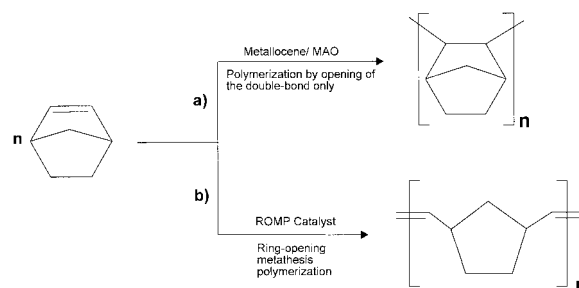 Metallocene/ MAO
Polymerization by opening of
the double-bond only
a)
n
n
b)
ROMP Catalyst
Ring-opening
metathesis
polymerization